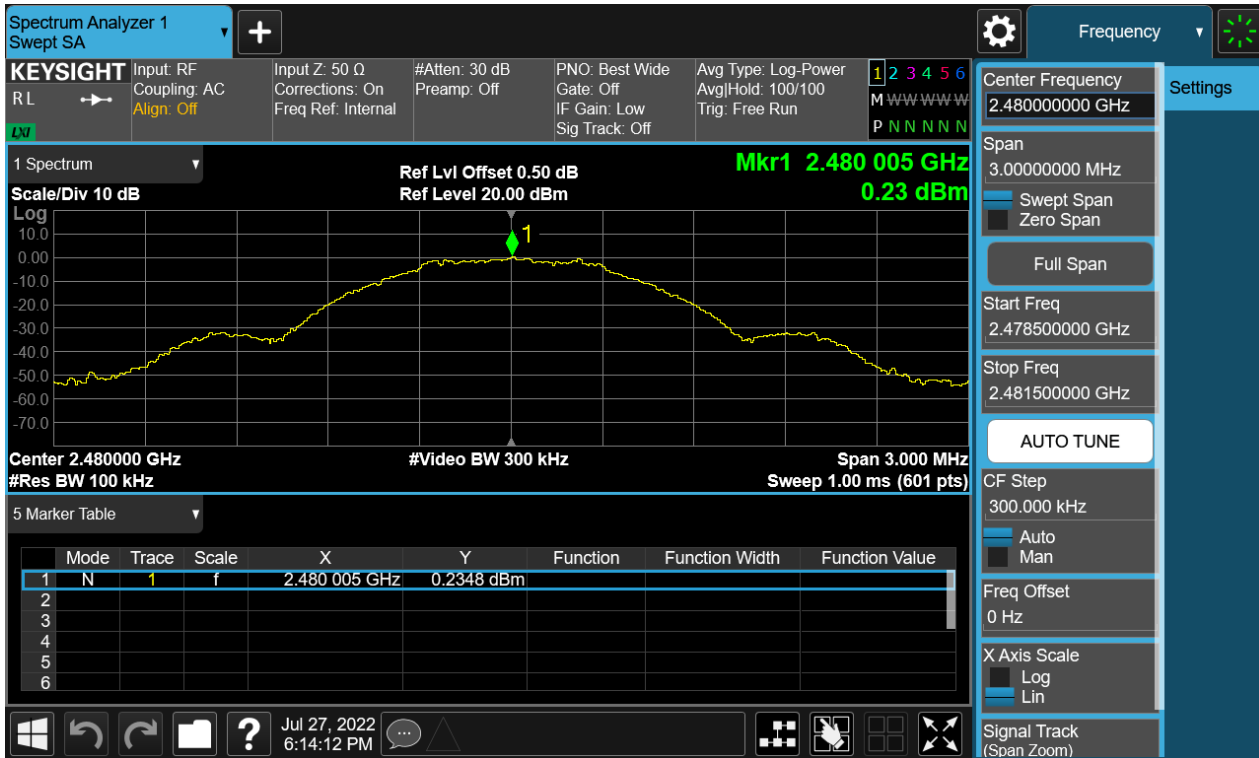 Spectrum Analyzer 1
Swept SA
Frequency
KEYSIGHT
R L
LXI
Input: RF
Coupling: AC
Align: Off
Input Z: 50 Ω
Corrections: On
Freq Ref: Internal
#Atten: 30 dB
Preamp: Off
PNO: Best Wide
Gate: Off
IF Gain: Low
Sig Track: Off
Avg Type: Log-Power
Avg|Hold: 100/100
Trig: Free Run
1 2 3 4 5 6
M W W W W W
P N N N N N
1 Spectrum
Scale/Div 10 dB
Ref Lvl Offset 0.50 dB
Ref Level 20.00 dBm
Mkr1 2.480 005 GHz
0.23 dBm
Log
10.0
0.00
-10.0
-20.0
-30.0
-40.0
-50.0
-60.0
-70.0
1
Center 2.480000 GHz
#Video BW 300 kHz
Span 3.000 MHz
#Res BW 100 kHz
Sweep 1.00 ms (601 pts)
5 Marker Table
Mode Trace Scale X Y Function Function Width Function Value
1 N 1 f 2.480 005 GHz 0.2348 dBm
2
3
4
5
6
Jul 27, 2022
6:14:12 PM
Center Frequency
2.480000000 GHz
Settings
Span
3.00000000 MHz
Swept Span
Zero Span
Full Span
Start Freq
2.478500000 GHz
Stop Freq
2.481500000 GHz
AUTO TUNE
CF Step
300.000 kHz
Auto
Man
Freq Offset
0 Hz
X Axis Scale
Log
Lin
Signal Track
(Span Zoom)